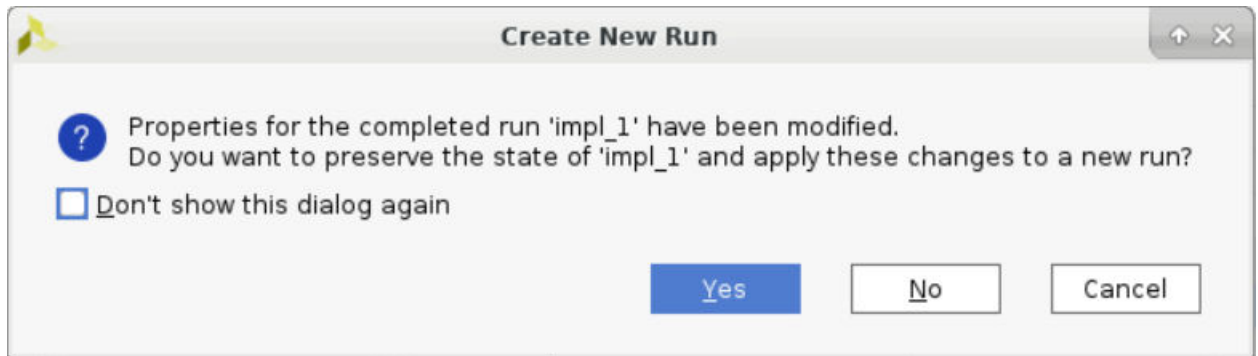 Create New Run
Properties for the completed run 'impl_1' have been modified.
Do you want to preserve the state of 'impl_1' and apply these changes to a new run?
Don't show this dialog again
Yes
No
Cancel